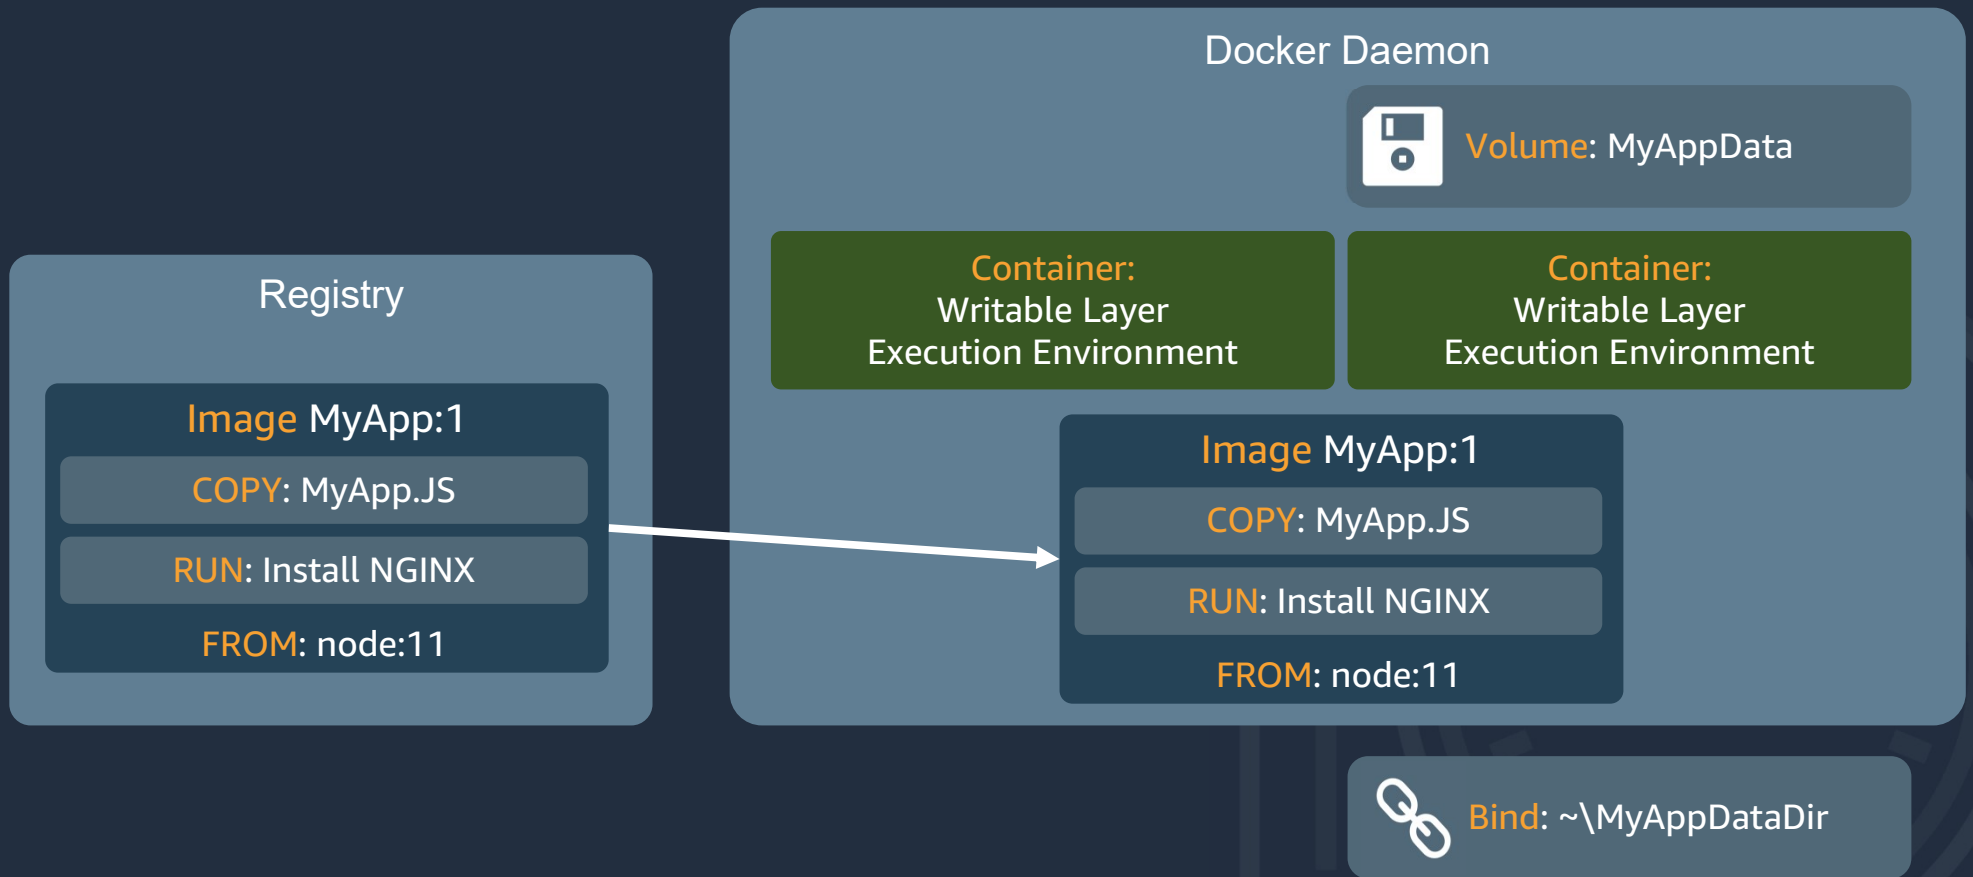 Docker Daemon
Volume: MyAppData
Container:
Writable Layer
Execution Environment
Container:
Writable Layer
Execution Environment
Registry
Image MyApp:1
COPY: MyApp.JS
RUN: Install NGINX
FROM: node:11
Image MyApp:1
COPY: MyApp.JS
RUN: Install NGINX
FROM: node:11
Bind: ~\MyAppDataDir